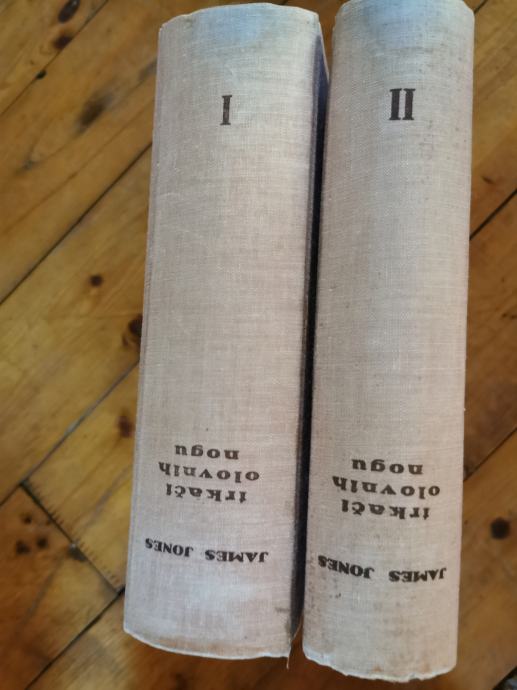 JAMES JONES
trkači
olovnih
nogu
I
JAMES JONES
trkači
olovnih
nogu
II